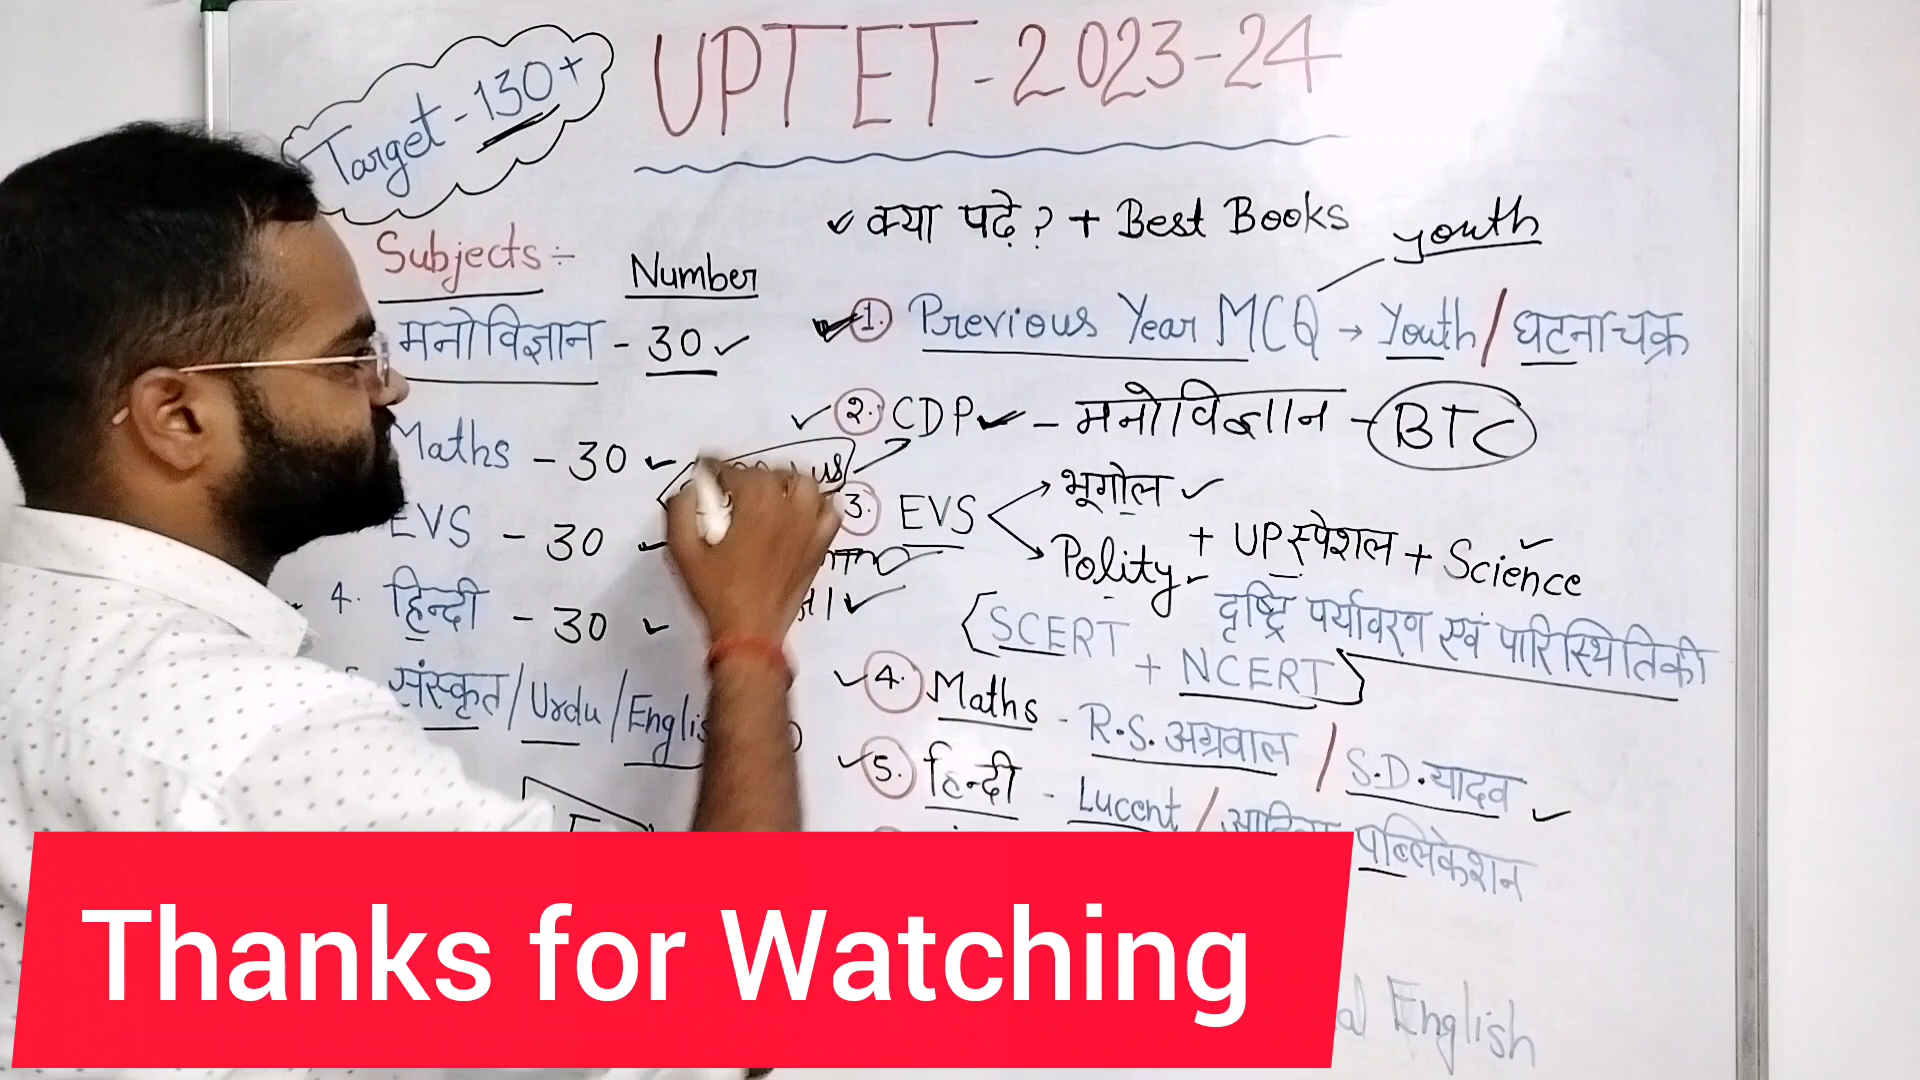 Target - 130+
UPTET - 2023-24
✓ क्या पढ़े? + Best Books
youth
Subjects :-
Number
मनोविज्ञान - 30 ✓
Maths - 30 ✓
EVS - 30 ✓
4. हिन्दी - 30 ✓
संस्कृत / Urdu / Englis
1. Previous Year MCQ → Youth / घटनाचक्र
✓ 2. CDP ✓ - मनोविज्ञान - BTC
3. EVS
भूगोल ✓
Polity ✓ + UP स्पेशल + Science ✓
(SCERT + NCERT)
दृष्टि पर्यावरण एवं पारिस्थितिकी
✓ 4. Maths - R.S. अग्रवाल / S.D. यादव ✓
✓ 5. हिन्दी - Lucent / पब्लिकेशन
English
Thanks for Watching